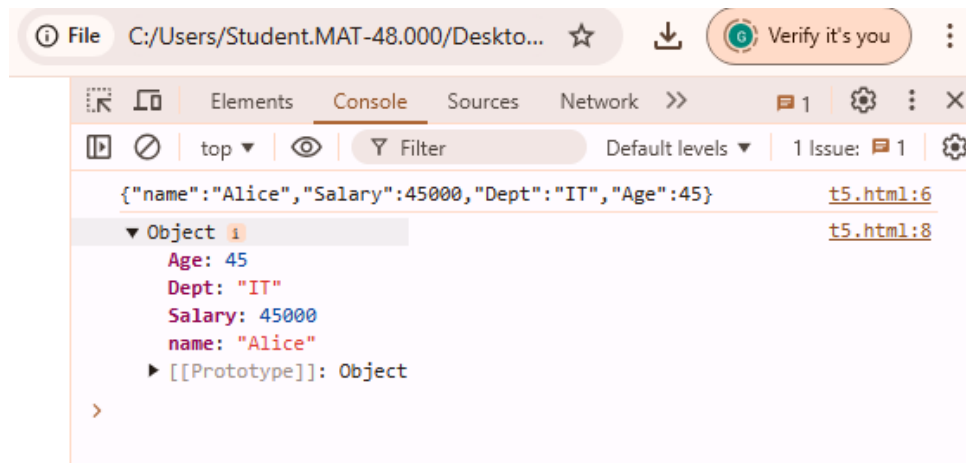 File C:/Users/Student.MAT-48.000/Deskto... G Verify it's you
Elements Console Sources Network 1
top Filter Default levels 1 Issue: 1
{"name":"Alice","Salary":45000,"Dept":"IT","Age":45} t5.html:6
Object i t5.html:8
Age: 45
Dept: "IT"
Salary: 45000
name: "Alice"
[[Prototype]]: Object